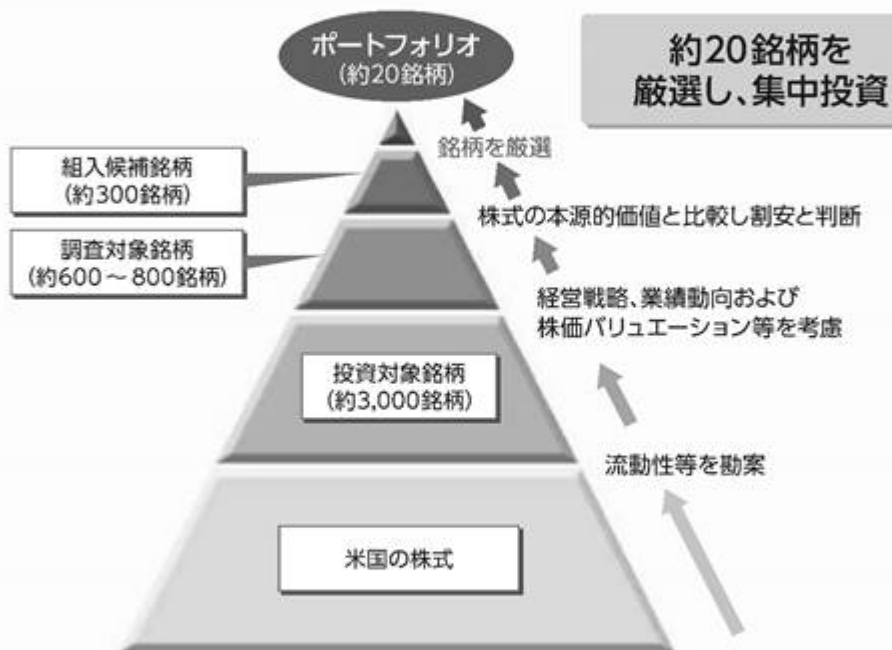 ポートフォリオ
(約20銘柄)
約20銘柄を
厳選し、集中投資
銘柄を厳選
組入候補銘柄
(約300銘柄)
株式の本源的価値と比較し割安と判断
調査対象銘柄
(約600～800銘柄)
経営戦略、業績動向および
株価バリュエーション等を考慮
投資対象銘柄
(約3,000銘柄)
流動性等を勘案
米国の株式